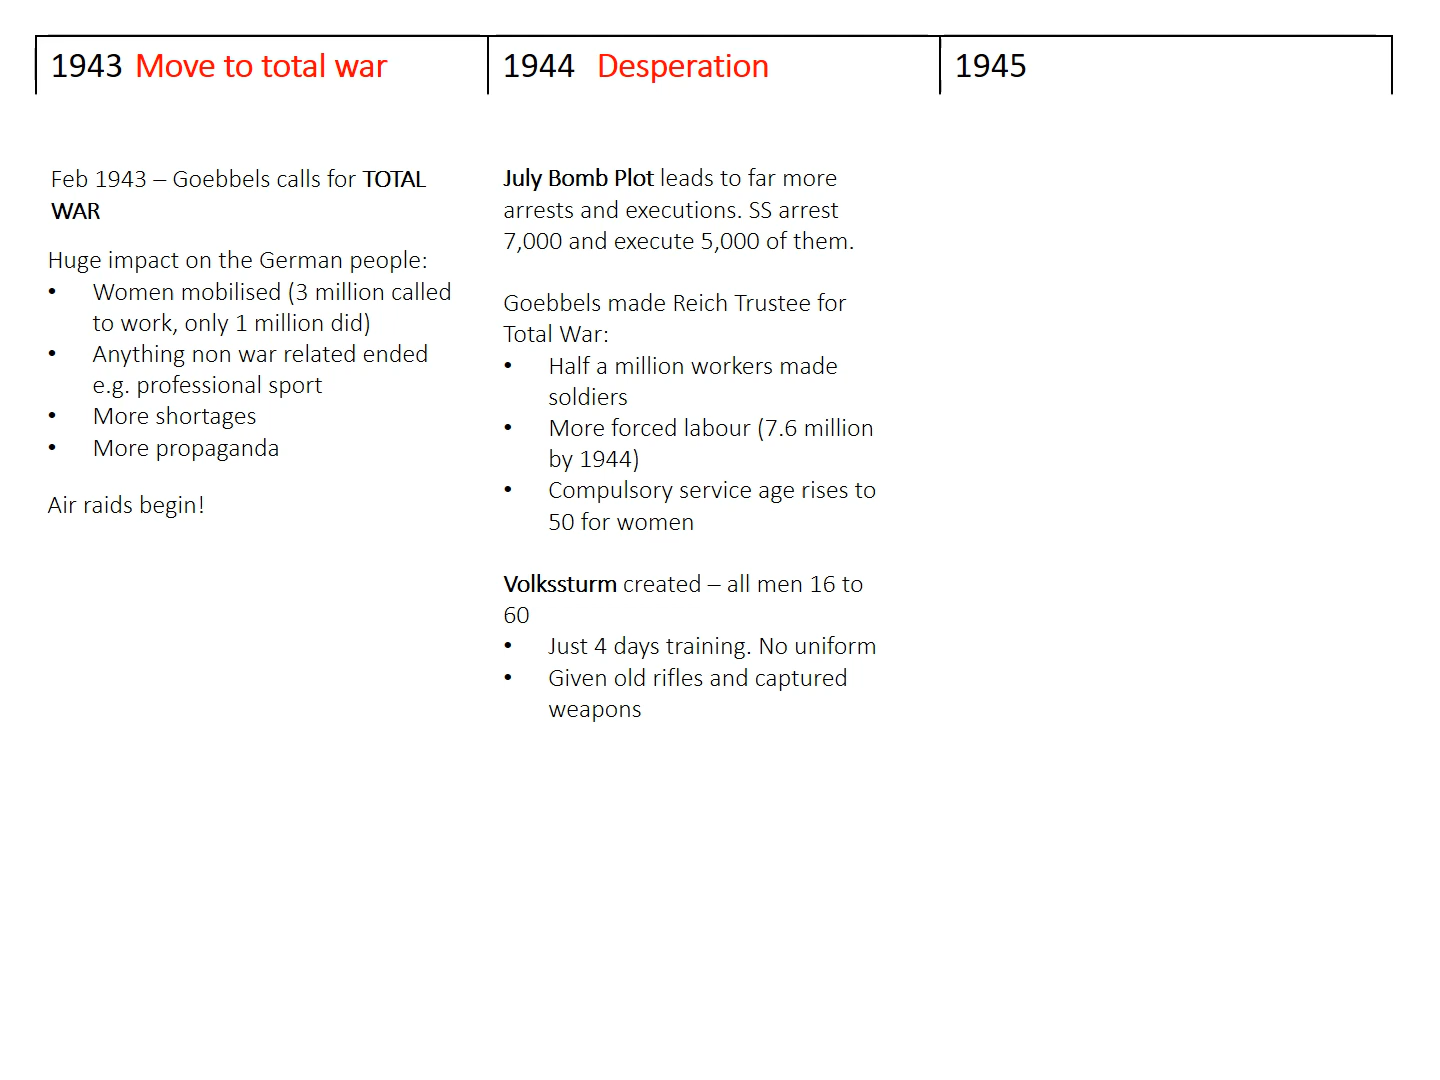 1943 Move to total war
Feb 1943 – Goebbels calls for TOTAL
WAR
Huge impact on the German people:
• Women mobilised (3 million called
to work, only 1 million did)
• Anything non war related ended
e.g. professional sport
• More shortages
• More propaganda
Air raids begin!
1944 Desperation
July Bomb Plot leads to far more
arrests and executions. SS arrest
7,000 and execute 5,000 of them.
Goebbels made Reich Trustee for
Total War:
• Half a million workers made
soldiers
• More forced labour (7.6 million
by 1944)
• Compulsory service age rises to
50 for women
Volkssturm created – all men 16 to
60
• Just 4 days training. No uniform
• Given old rifles and captured
weapons
1945